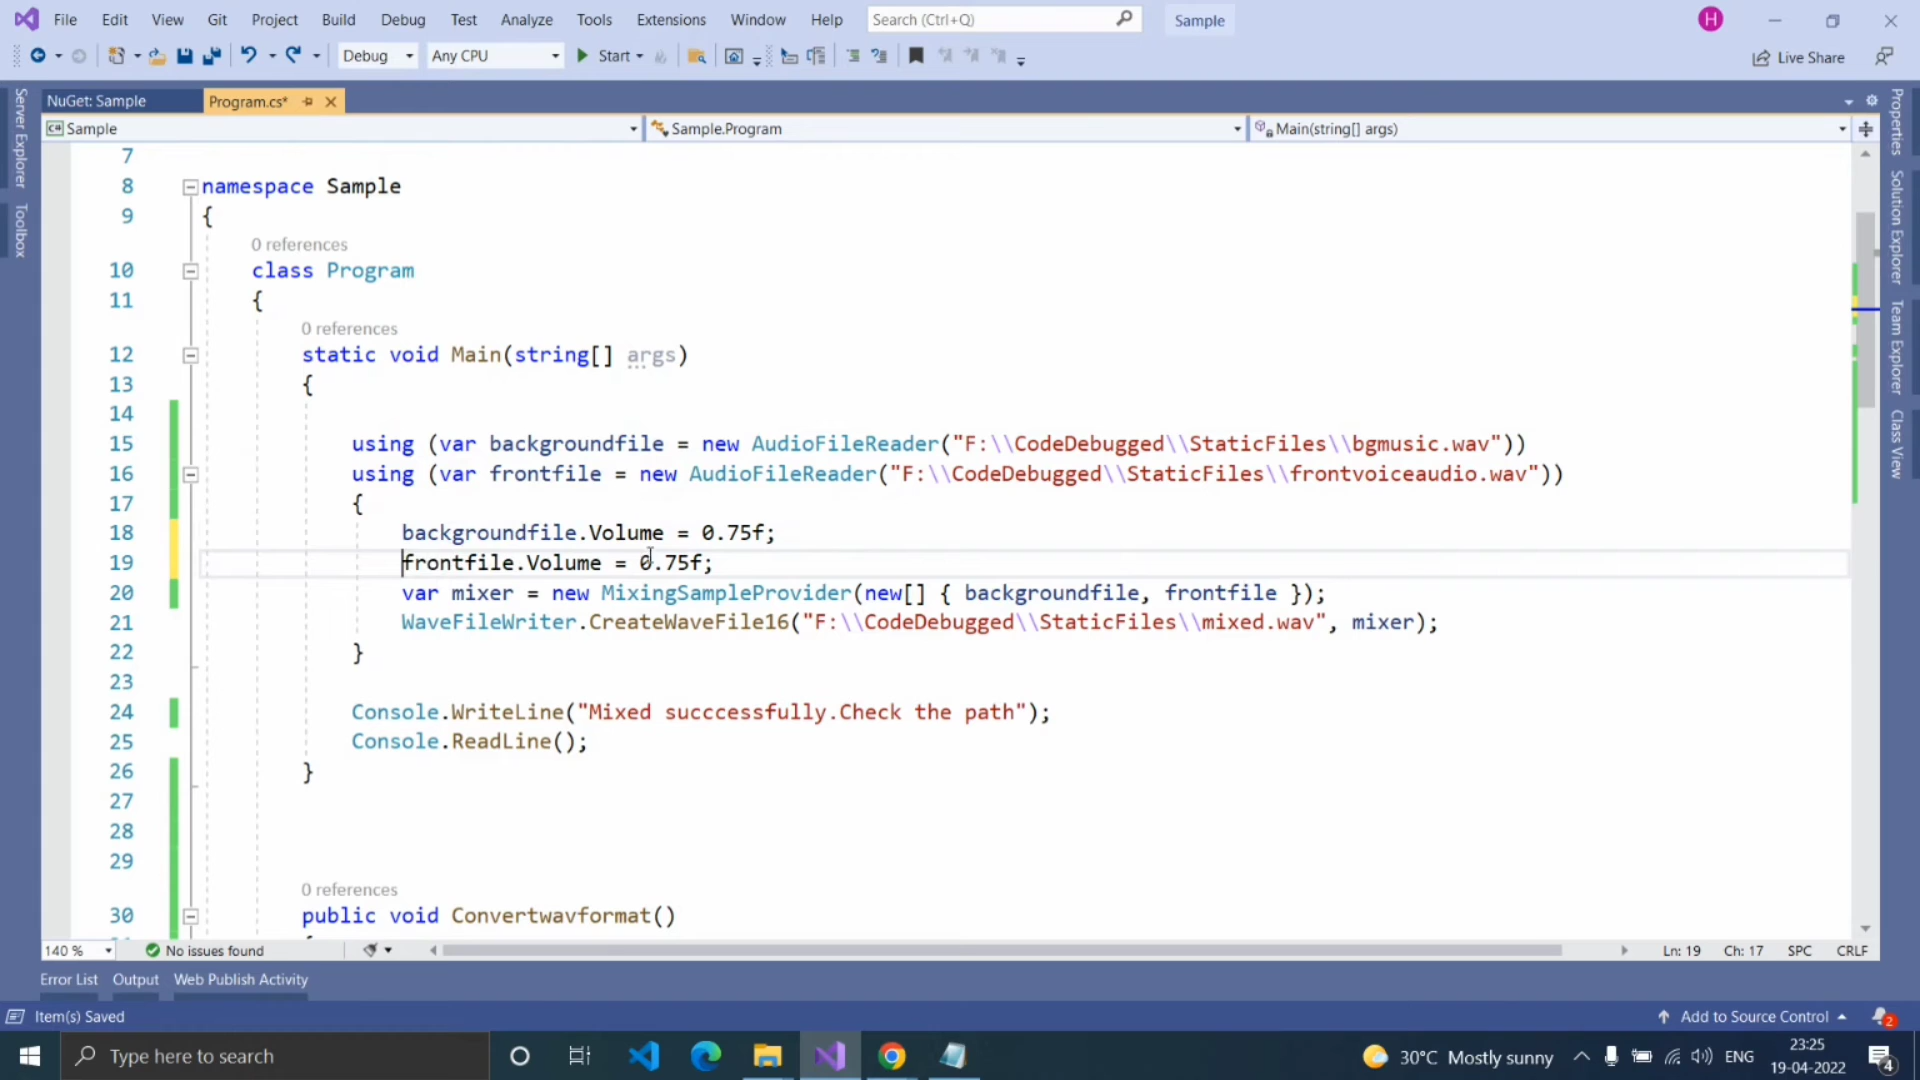 File Edit View Git Project Build Debug Test Analyze Tools Extensions Window Help Search (Ctrl+Q) Sample H
Debug Any CPU Start Live Share
NuGet: Sample Program.cs*
C# Sample Sample.Program Main(string[] args)
Server Explorer
Toolbox
Properties
Solution Explorer
Team Explorer
Class View
7
8 namespace Sample
9 {
0 references
10 class Program
11 {
0 references
12 static void Main(string[] args)
13 {
14
15 using (var backgroundfile = new AudioFileReader("F:\\CodeDebugged\\StaticFiles\\bgmusic.wav"))
16 using (var frontfile = new AudioFileReader("F:\\CodeDebugged\\StaticFiles\\frontvoiceaudio.wav"))
17 {
18 backgroundfile.Volume = 0.75f;
19 frontfile.Volume = 0.75f;
20 var mixer = new MixingSampleProvider(new[] { backgroundfile, frontfile });
21 WaveFileWriter.CreateWaveFile16("F:\\CodeDebugged\\StaticFiles\\mixed.wav", mixer);
22 }
23
24 Console.WriteLine("Mixed succcessfully.Check the path");
25 Console.ReadLine();
26 }
27
28
29
0 references
30 public void Convertwavformat()
140 % No issues found Ln: 19 Ch: 17 SPC CRLF
Error List Output Web Publish Activity
Item(s) Saved Add to Source Control 2
Type here to search 30°C Mostly sunny ENG 23:25
19-04-2022 4